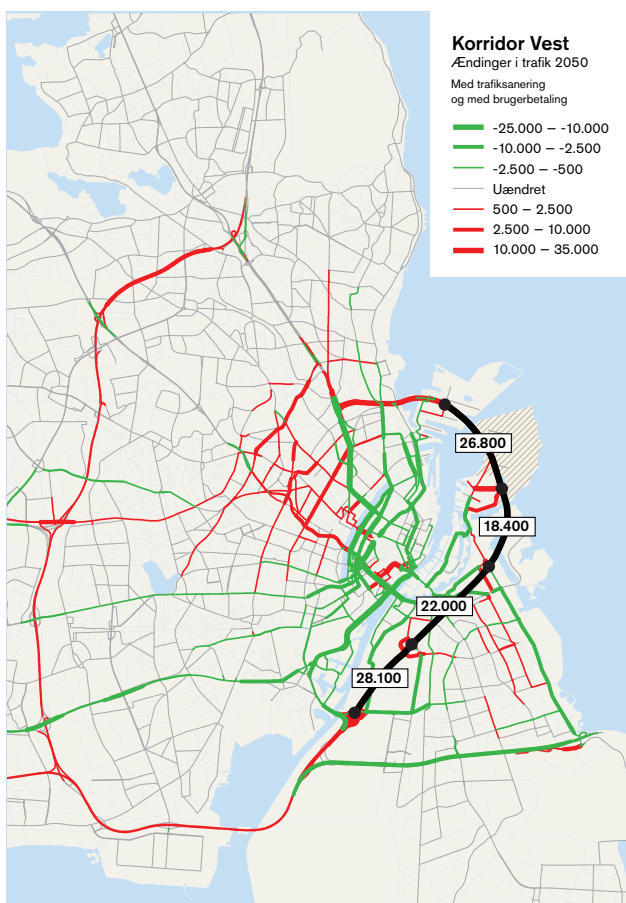 Korridor Vest
Ændinger i trafik 2050
Med trafiksanering
og med brugerbetaling
-25.000 – -10.000
-10.000 – -2.500
-2.500 – -500
Uændret
500 – 2.500
2.500 – 10.000
10.000 – 35.000
26.800
18.400
22.000
28.100